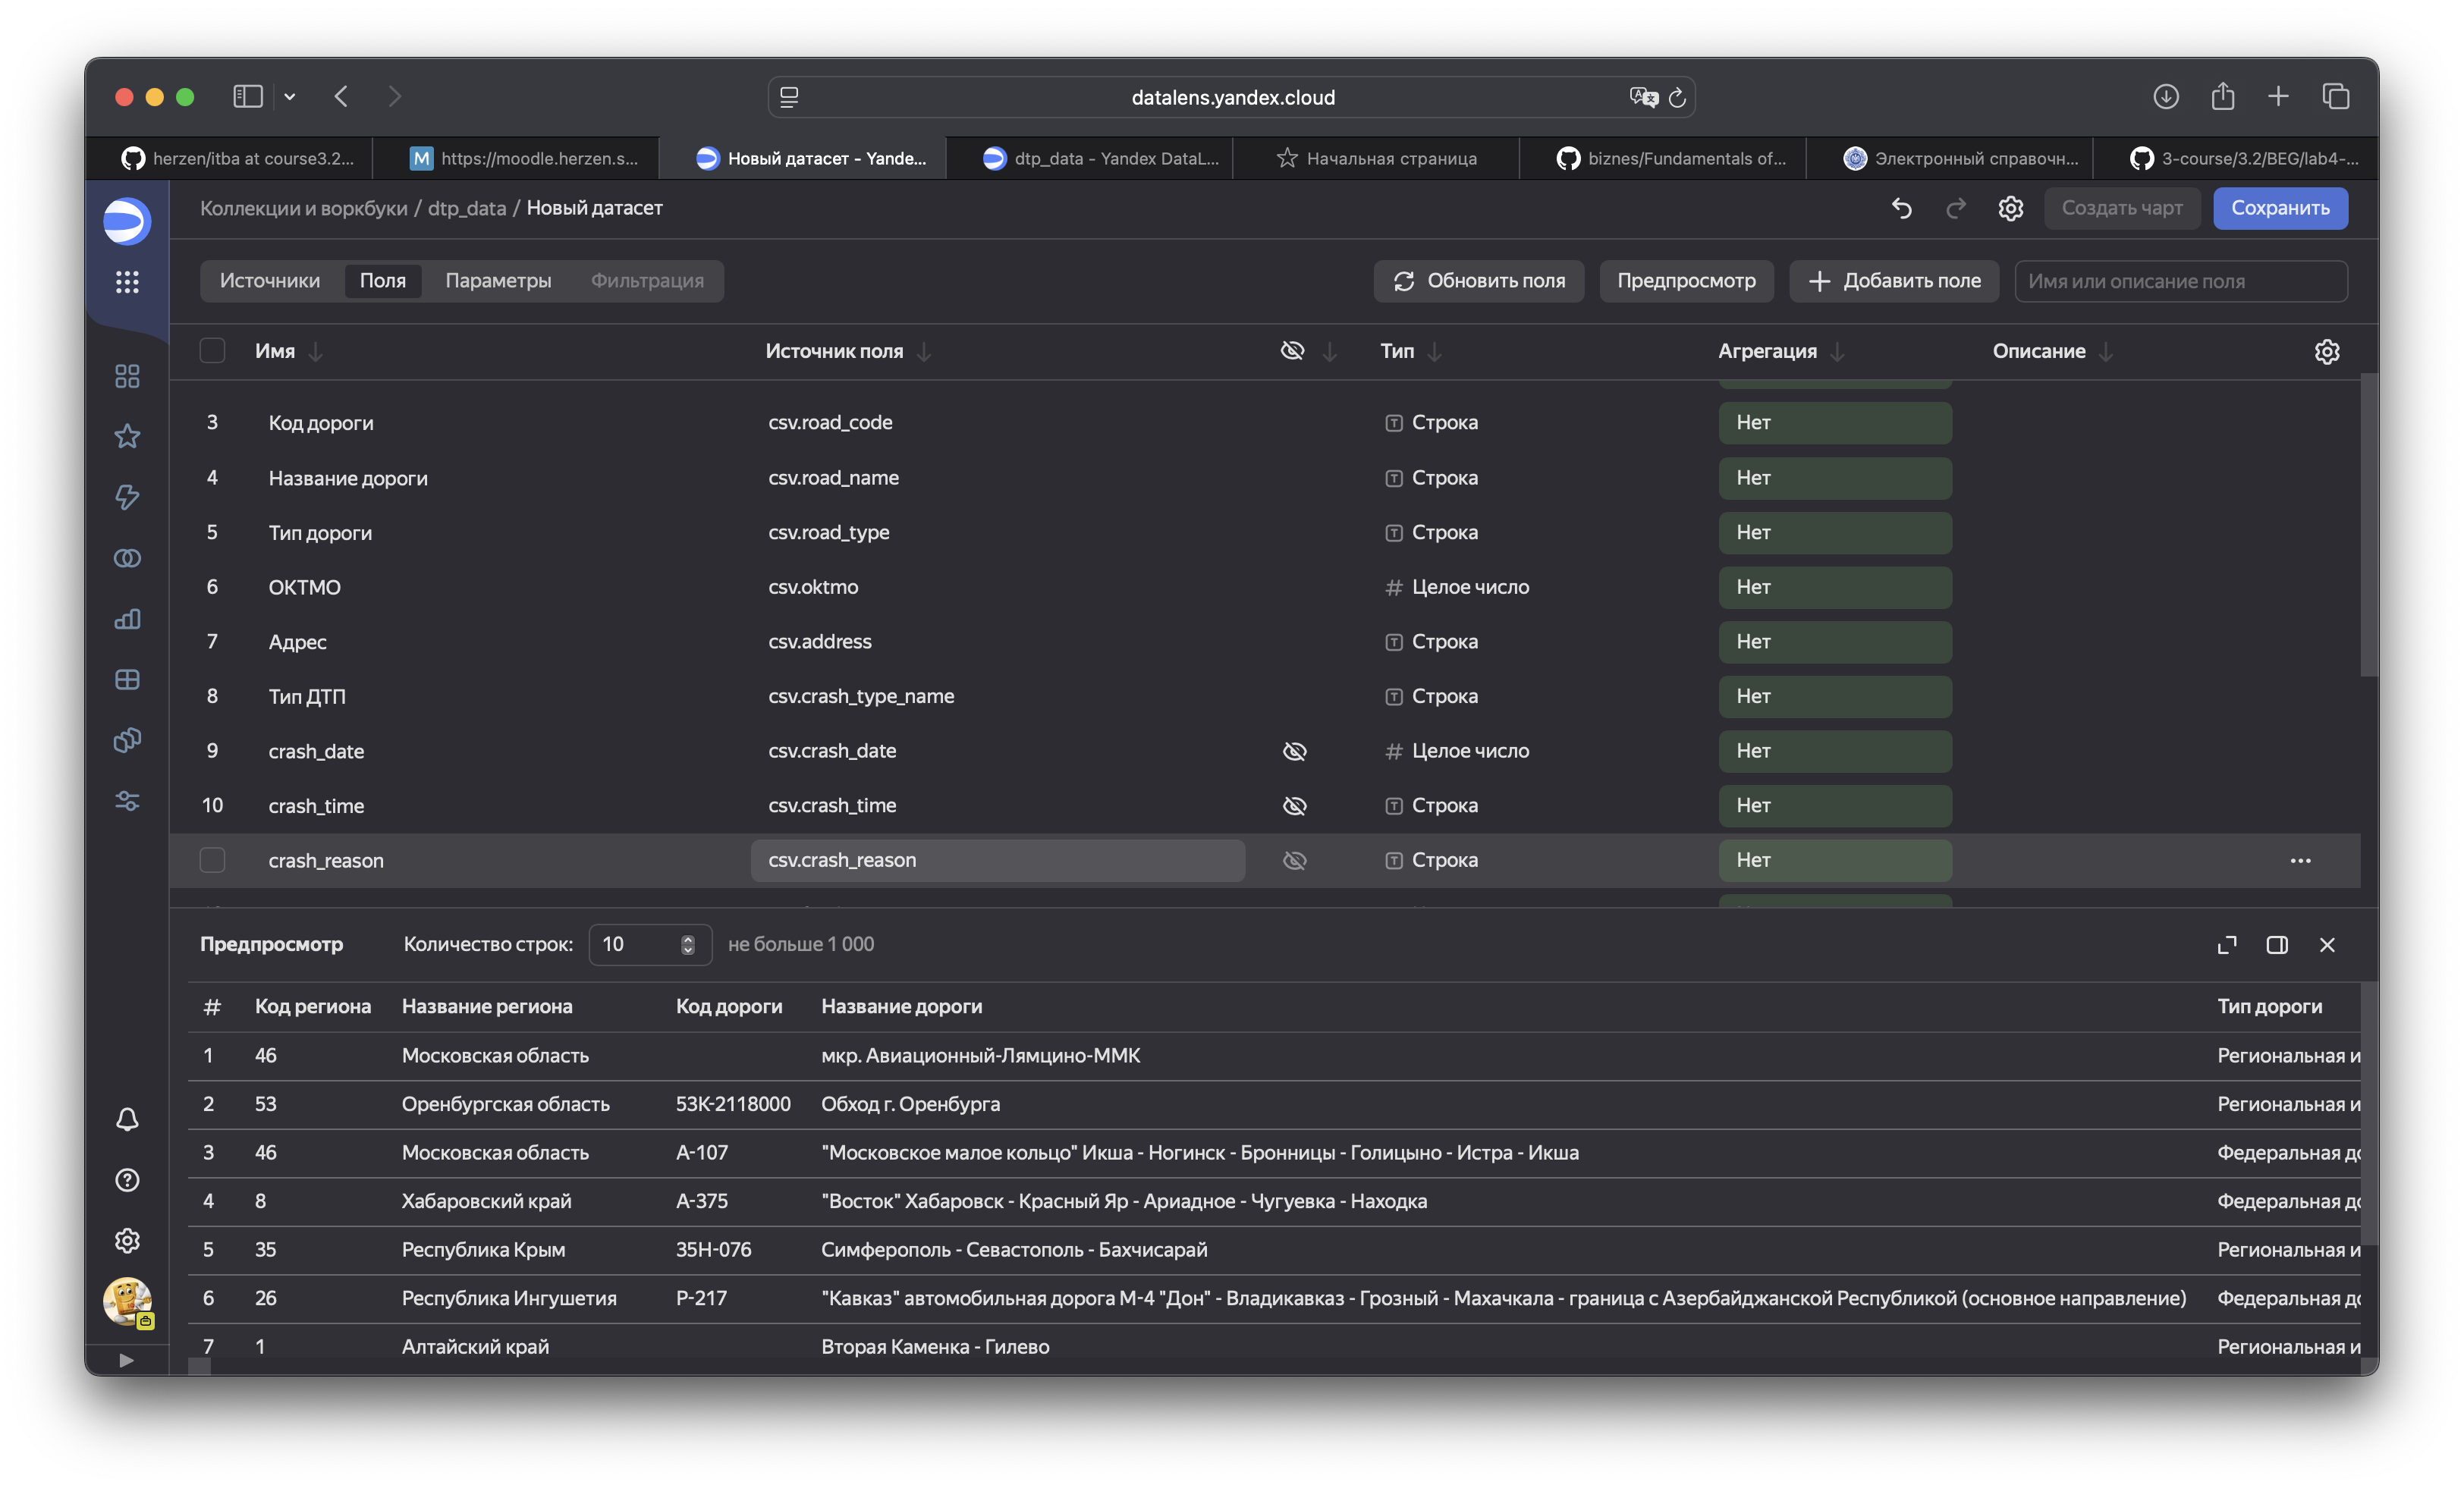 datalens.yandex.cloud
herzen/itba at course3.2...
M https://moodle.herzen.s...
Новый датасет - Yande...
dtp_data - Yandex DataL...
Начальная страница
biznes/Fundamentals of...
Электронный справочн...
3-course/3.2/BEG/lab4-...
Коллекции и воркбуки / dtp_data / Новый датасет
Создать чарт
Сохранить
Источники Поля Параметры Фильтрация
Обновить поля
Предпросмотр
Добавить поле
Имя или описание поля
Имя Источник поля Тип Агрегация Описание
3 Код дороги csv.road_code Строка Нет
4 Название дороги csv.road_name Строка Нет
5 Тип дороги csv.road_type Строка Нет
6 ОКТМО csv.oktmo # Целое число Нет
7 Адрес csv.address Строка Нет
8 Тип ДТП csv.crash_type_name Строка Нет
9 crash_date csv.crash_date # Целое число Нет
10 crash_time csv.crash_time Строка Нет
crash_reason csv.crash_reason Строка Нет
Предпросмотр Количество строк: 10 не больше 1 000
# Код региона Название региона Код дороги Название дороги Тип дороги
1 46 Московская область мкр. Авиационный-Лямцино-ММК Региональная и
2 53 Оренбургская область 53К-2118000 Обход г. Оренбурга Региональная и
3 46 Московская область А-107 "Московское малое кольцо" Икша - Ногинск - Бронницы - Голицыно - Истра - Икша Федеральная до
4 8 Хабаровский край А-375 "Восток" Хабаровск - Красный Яр - Ариадное - Чугуевка - Находка Федеральная до
5 35 Республика Крым 35Н-076 Симферополь - Севастополь - Бахчисарай Региональная и
6 26 Республика Ингушетия Р-217 "Кавказ" автомобильная дорога М-4 "Дон" - Владикавказ - Грозный - Махачкала - граница с Азербайджанской Республикой (основное направление) Федеральная до
7 1 Алтайский край Вторая Каменка - Гилево Региональная и